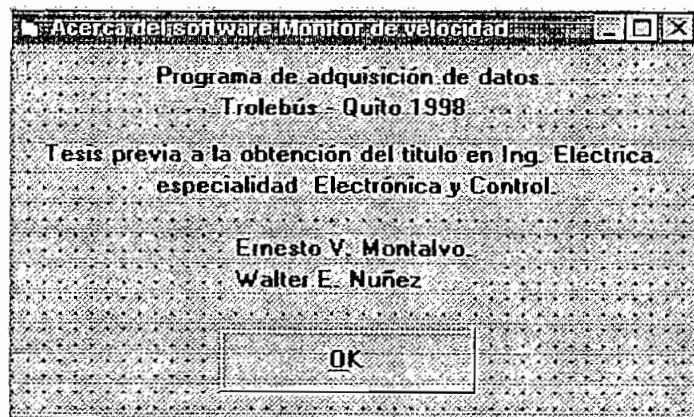 Acerca del software Monitor de velocidad
Programa de adquisición de datos
Trolebús - Quito 1998
Tesis previa a la obtención del titulo en Ing. Eléctrica.
especialidad Electrónica y Control.
Ernesto V. Montalvo.
Walter E. Nuñez
OK